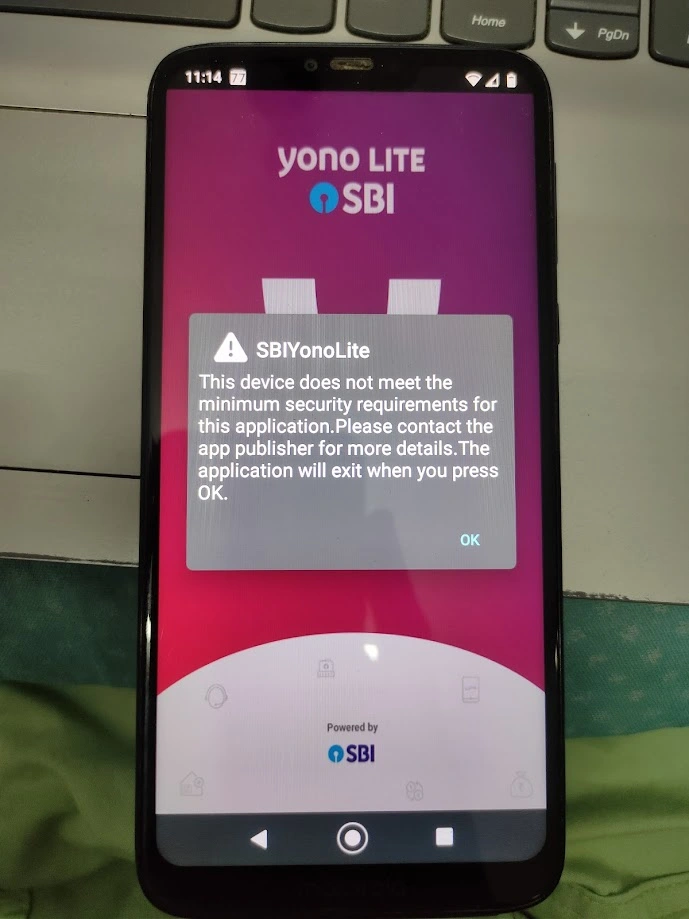 Home
PgDn
11:14 77
yono LITE
SBI
SBIYonoLite
This device does not meet the
minimum security requirements for
this application.Please contact the
app publisher for more details.The
application will exit when you press
OK.
OK
Powered by
SBI